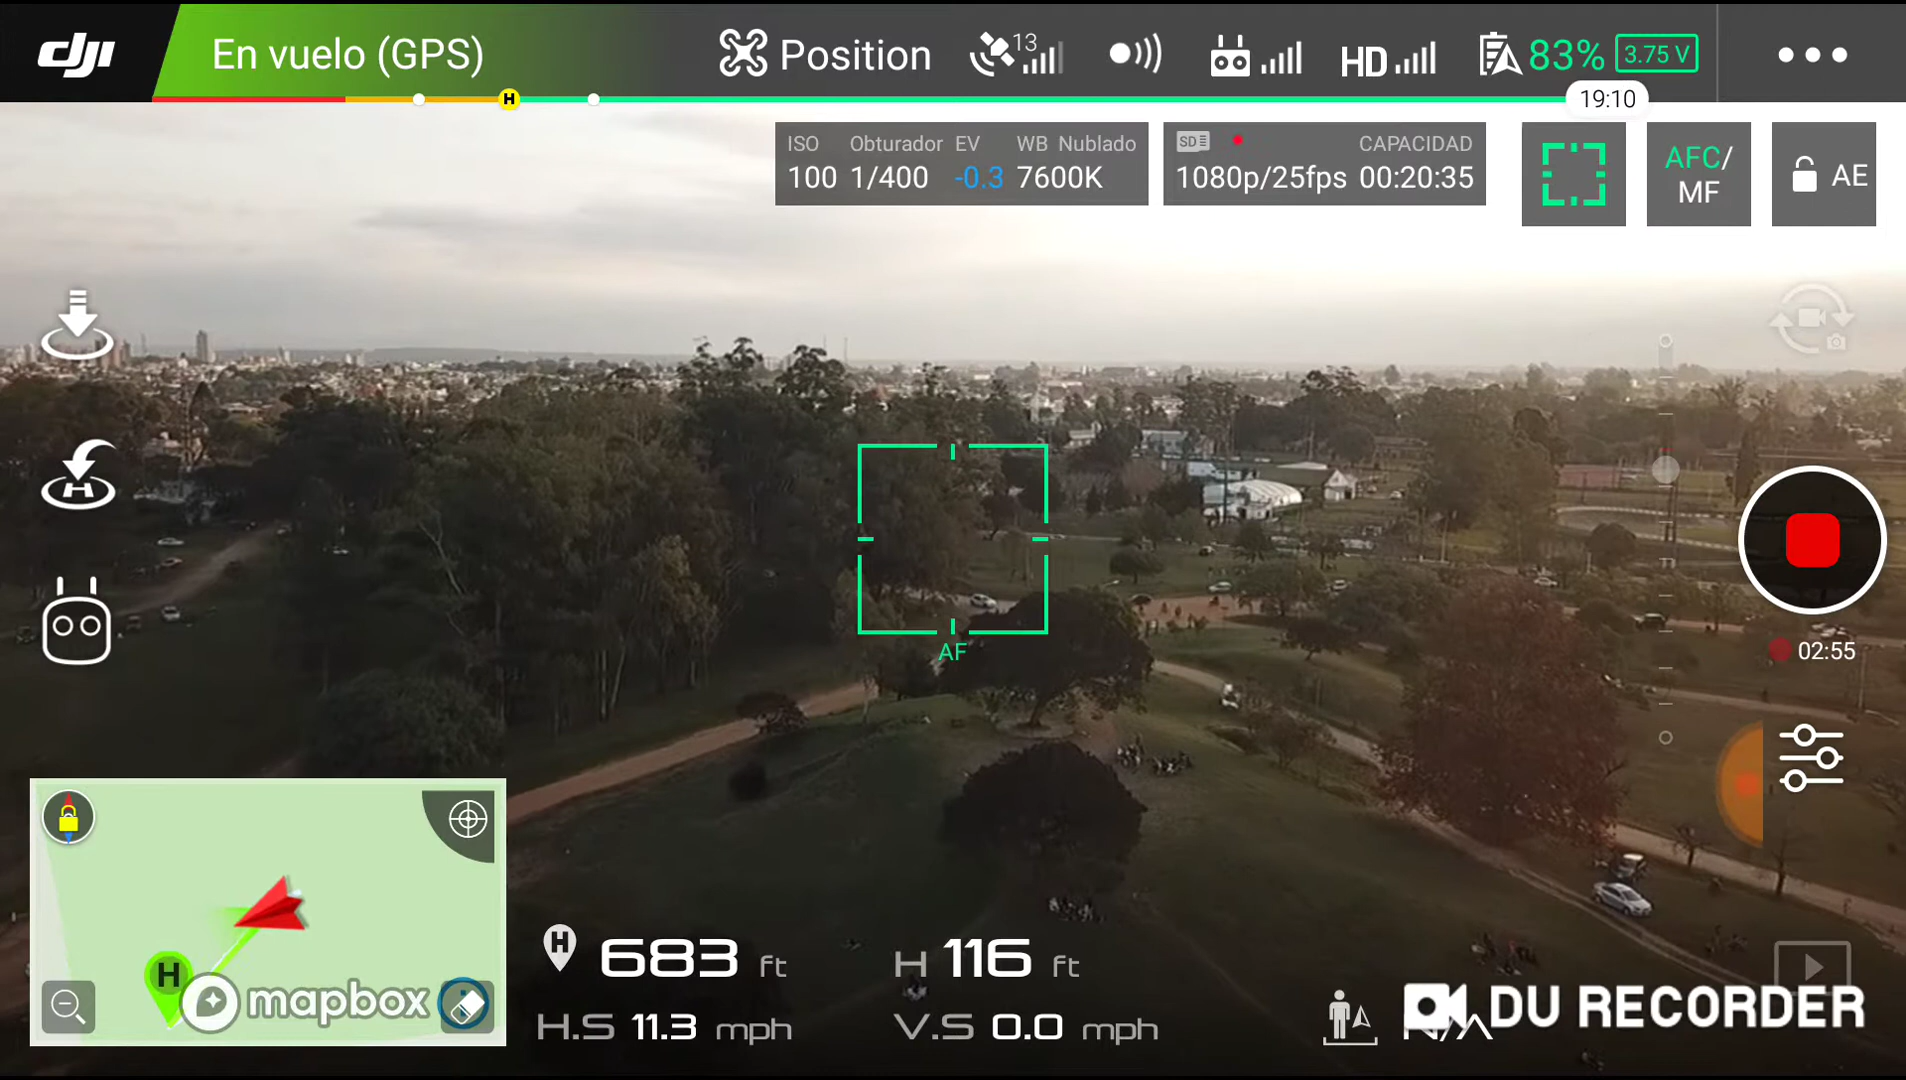 dji
En vuelo (GPS)
Position
13
HD
83%
3.75 V
H
19:10
ISO Obturador EV WB Nublado
100 1/400 -0.3 7600K
SD CAPACIDAD
1080p/25fps 00:20:35
AFC/
MF
AE
AF
02:55
H
mapbox
H 683 ft
H 116 ft
H.S 11.3 mph
V.S 0.0 mph
N/A
DU RECORDER